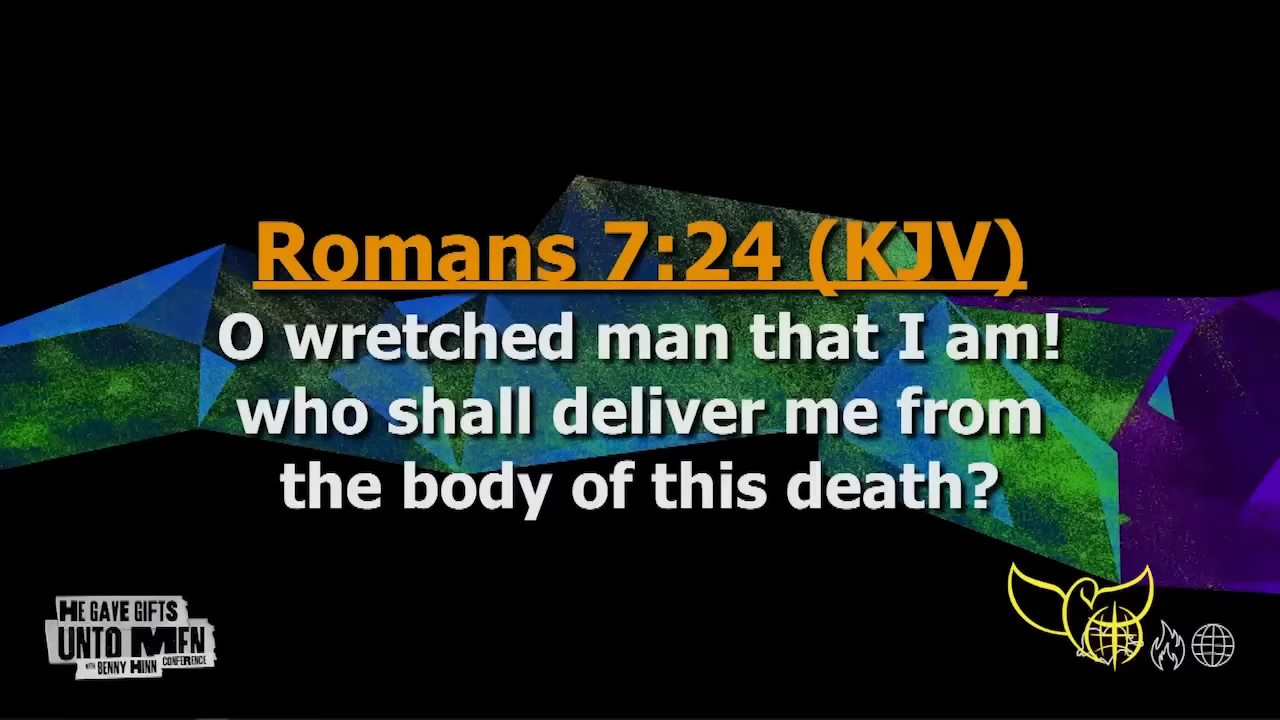 Romans 7:24 (KJV)
O wretched man that I am!
who shall deliver me from
the body of this death?
HE GAVE GIFTS
UNTO MEN
WITH BENNY HINN CONFERENCE